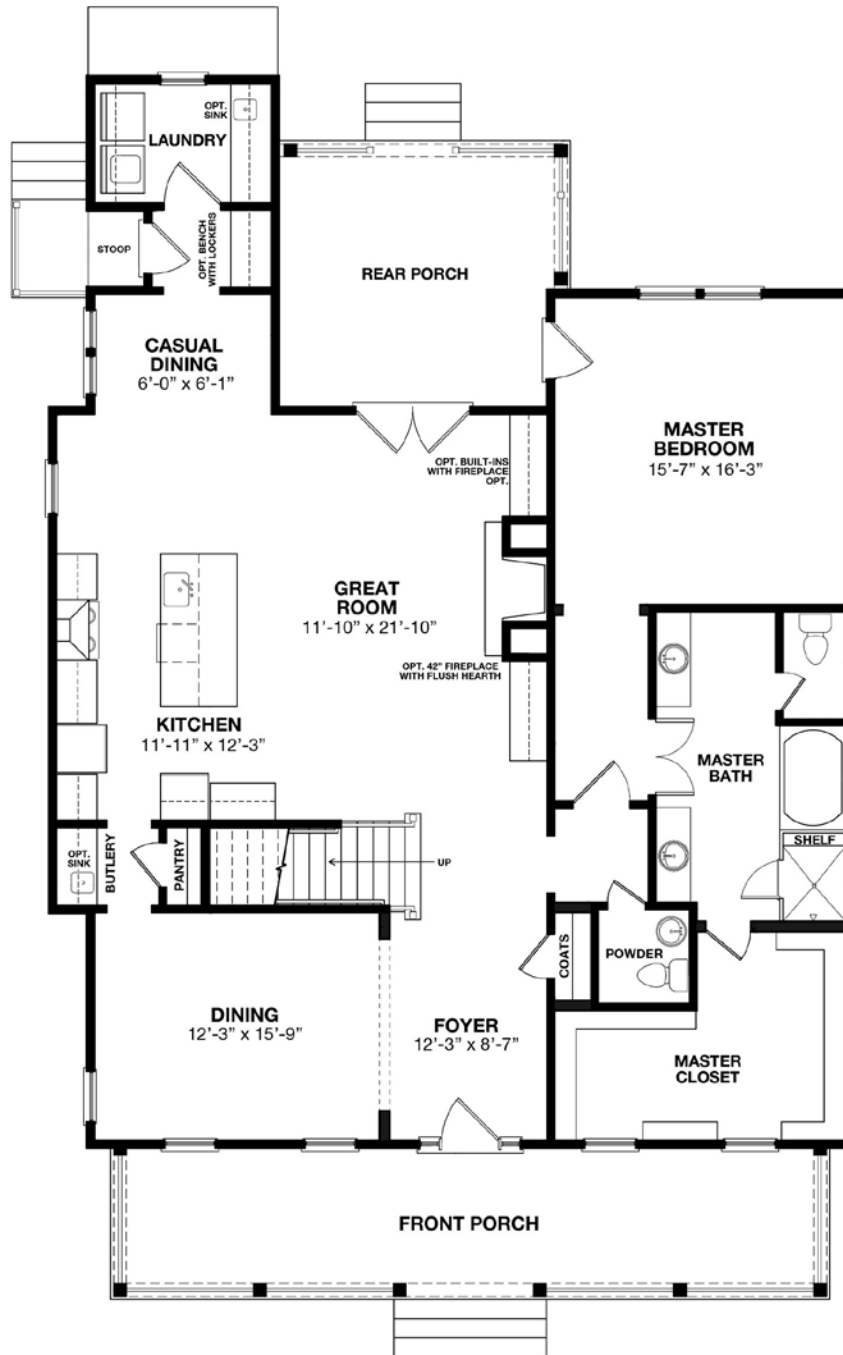 OPT.
SINK
LAUNDRY
STOOP
OPT. BENCH
WITH LOCKERS
REAR PORCH
CASUAL
DINING
6’-0” x 6’-1”
MASTER
BEDROOM
15’-7” x 16’-3”
OPT. BUILT-INS
WITH FIREPLACE
OPT.
GREAT
ROOM
11’-10” x 21’-10”
OPT. 42” FIREPLACE
WITH FLUSH HEARTH
KITCHEN
11’-11” x 12’-3”
MASTER
BATH
SHELF
OPT.
SINK
BUTLERY
PANTRY
UP
COATS
POWDER
DINING
12’-3” x 15’-9”
FOYER
12’-3” x 8’-7”
MASTER
CLOSET
FRONT PORCH